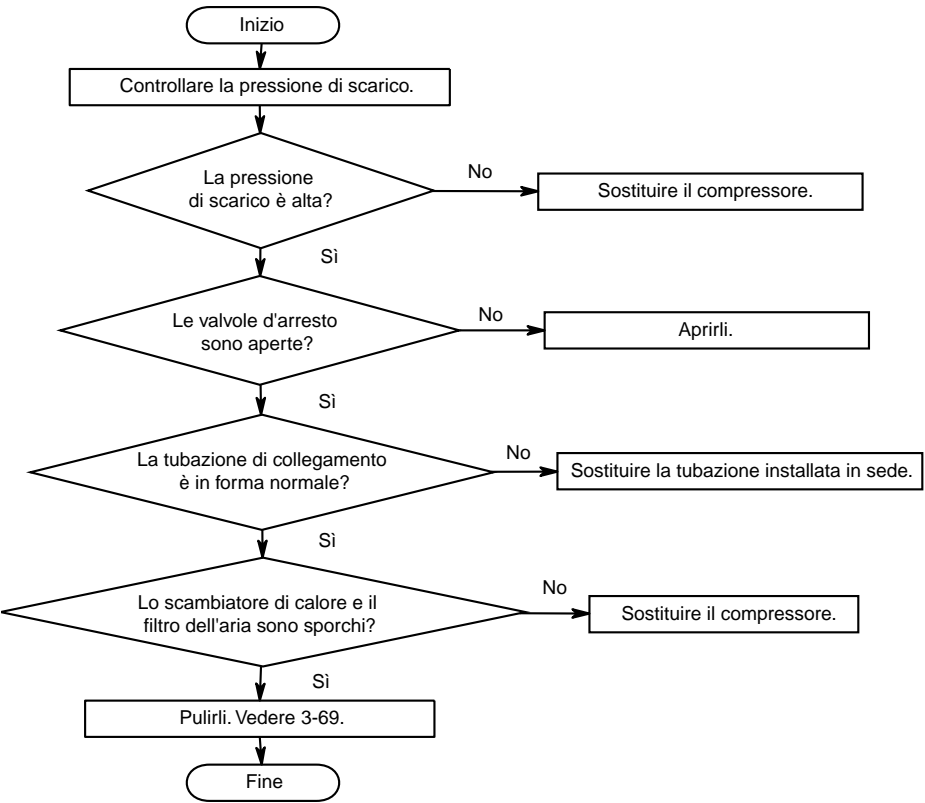 Inizio
Controllare la pressione di scarico.
La pressione
di scarico è alta?
No
Sostituire il compressore.
Sì
Le valvole d'arresto
sono aperte?
No
Aprirli.
Sì
La tubazione di collegamento
è in forma normale?
No
Sostituire la tubazione installata in sede.
Sì
Lo scambiatore di calore e il
filtro dell'aria sono sporchi?
No
Sostituire il compressore.
Sì
Pulirli. Vedere 3-69.
Fine